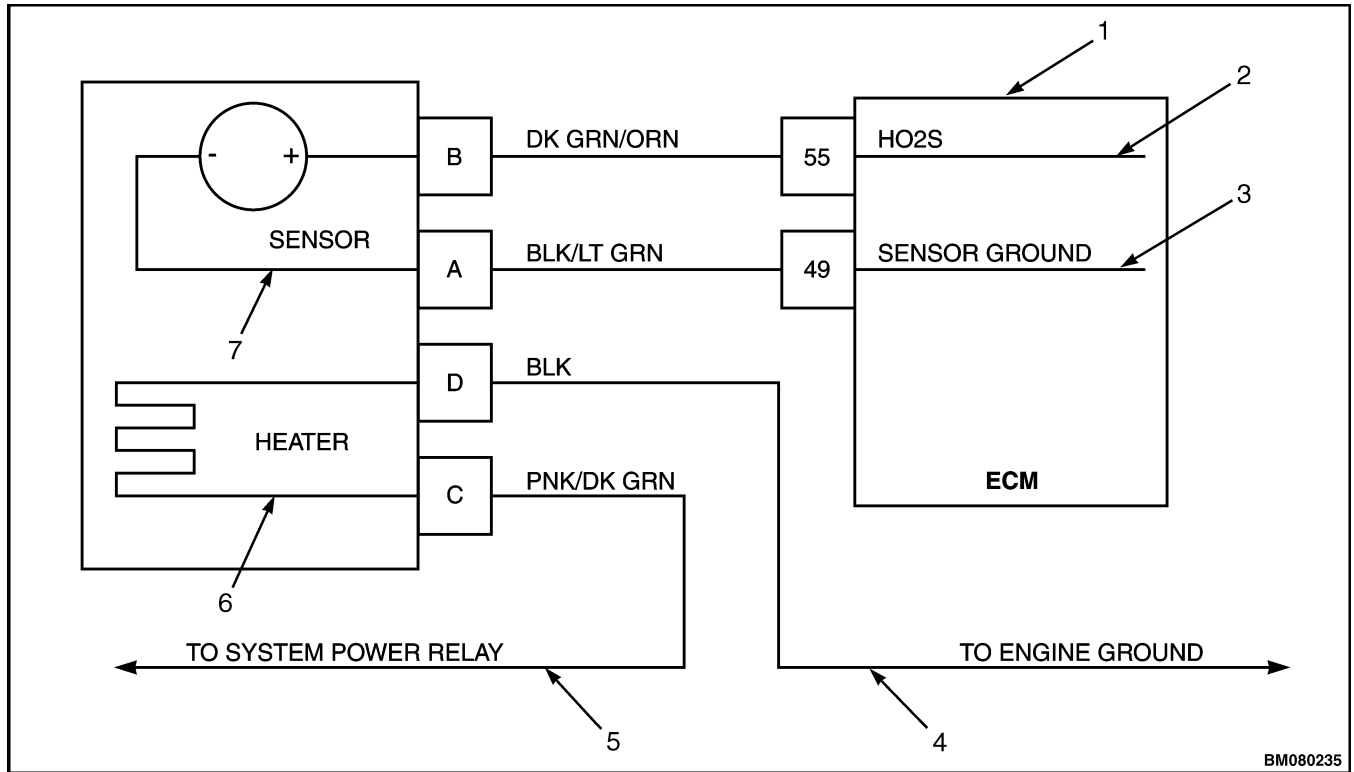 1
2
- + B DK GRN/ORN 55 HO2S
3
SENSOR
A BLK/LT GRN 49 SENSOR GROUND
7
D BLK
HEATER
C PNK/DK GRN
ECM
6
TO SYSTEM POWER RELAY
TO ENGINE GROUND
5
4
BM080235